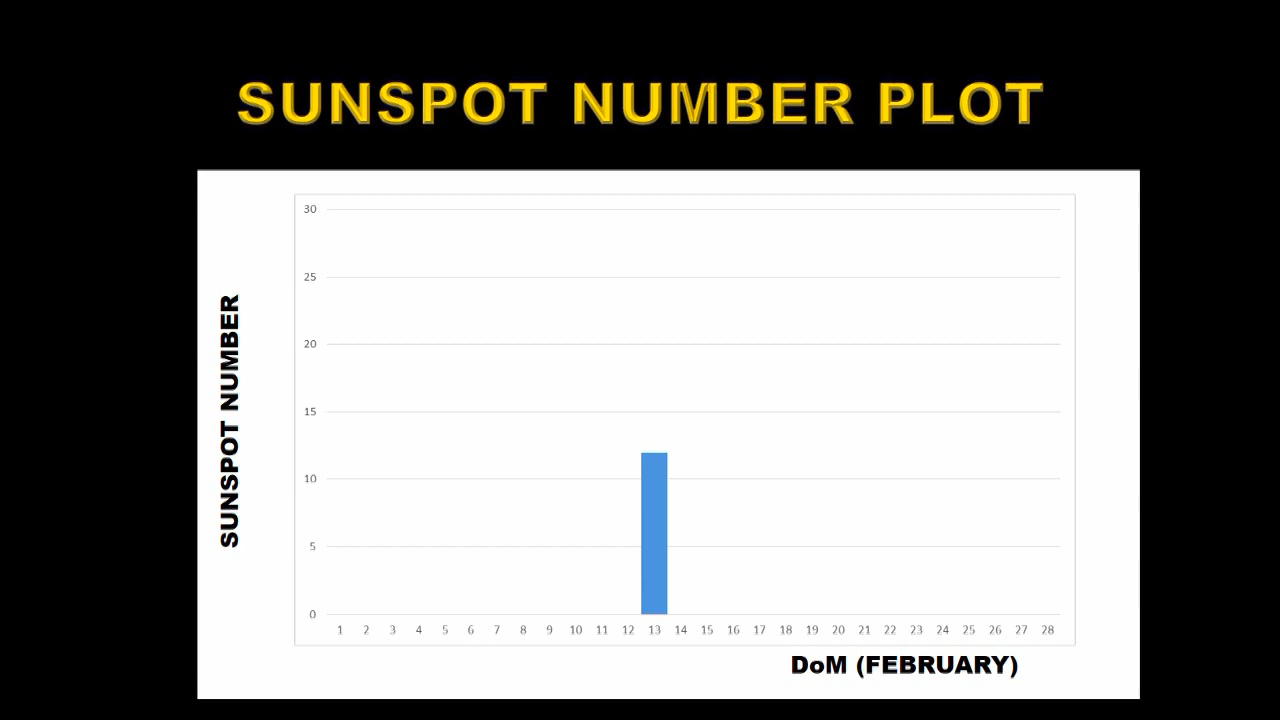 SUNSPOT NUMBER PLOT
SUNSPOT NUMBER
30
25
20
15
10
5
0
1 2 3 4 5 6 7 8 9 10 11 12 13 14 15 16 17 18 19 20 21 22 23 24 25 26 27 28
DoM (FEBRUARY)